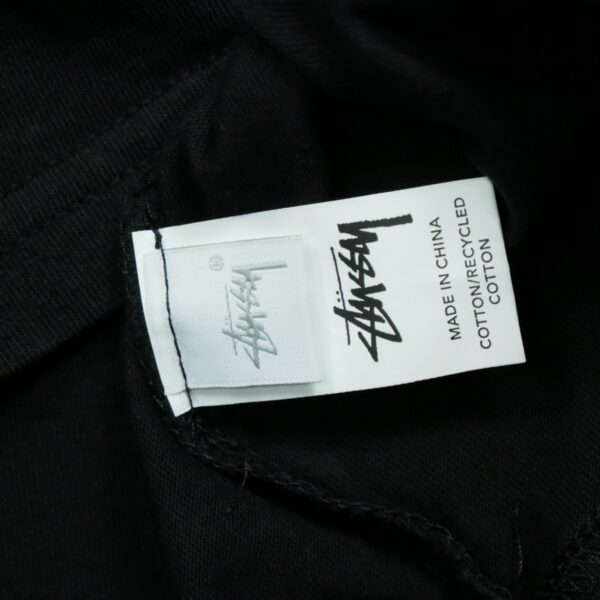 STÜSSY
®
STÜSSY
MADE IN CHINA
COTTON/RECYCLED
COTTON